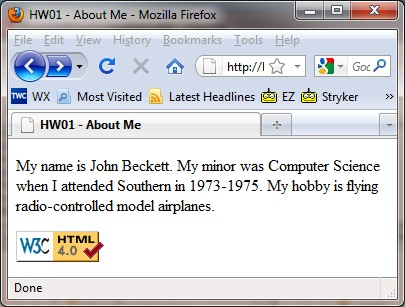 HW01 - About Me - Mozilla Firefox
File Edit View History Bookmarks Tools Help
http://l Goo
TWC WX Most Visited Latest Headlines EZ Stryker »
HW01 - About Me
My name is John Beckett. My minor was Computer Science
when I attended Southern in 1973-1975. My hobby is flying
radio-controlled model airplanes.
W3C HTML 4.0
Done